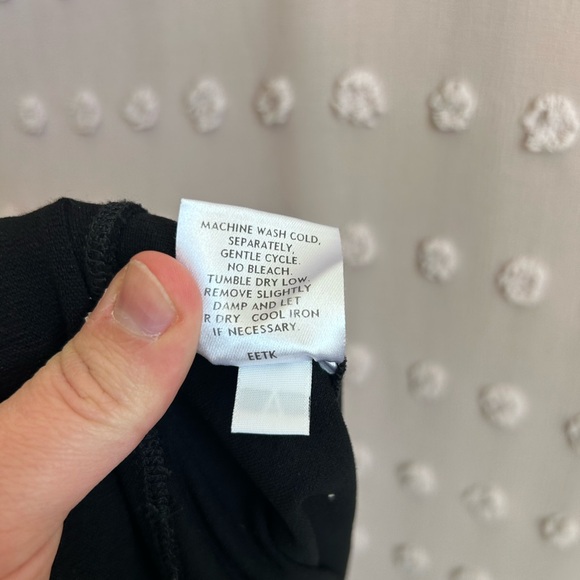 MACHINE WASH COLD,
SEPARATELY,
GENTLE CYCLE.
NO BLEACH.
TUMBLE DRY LOW.
REMOVE SLIGHTLY
DAMP AND LET
R DRY COOL IRON
IF NECESSARY.
EETK